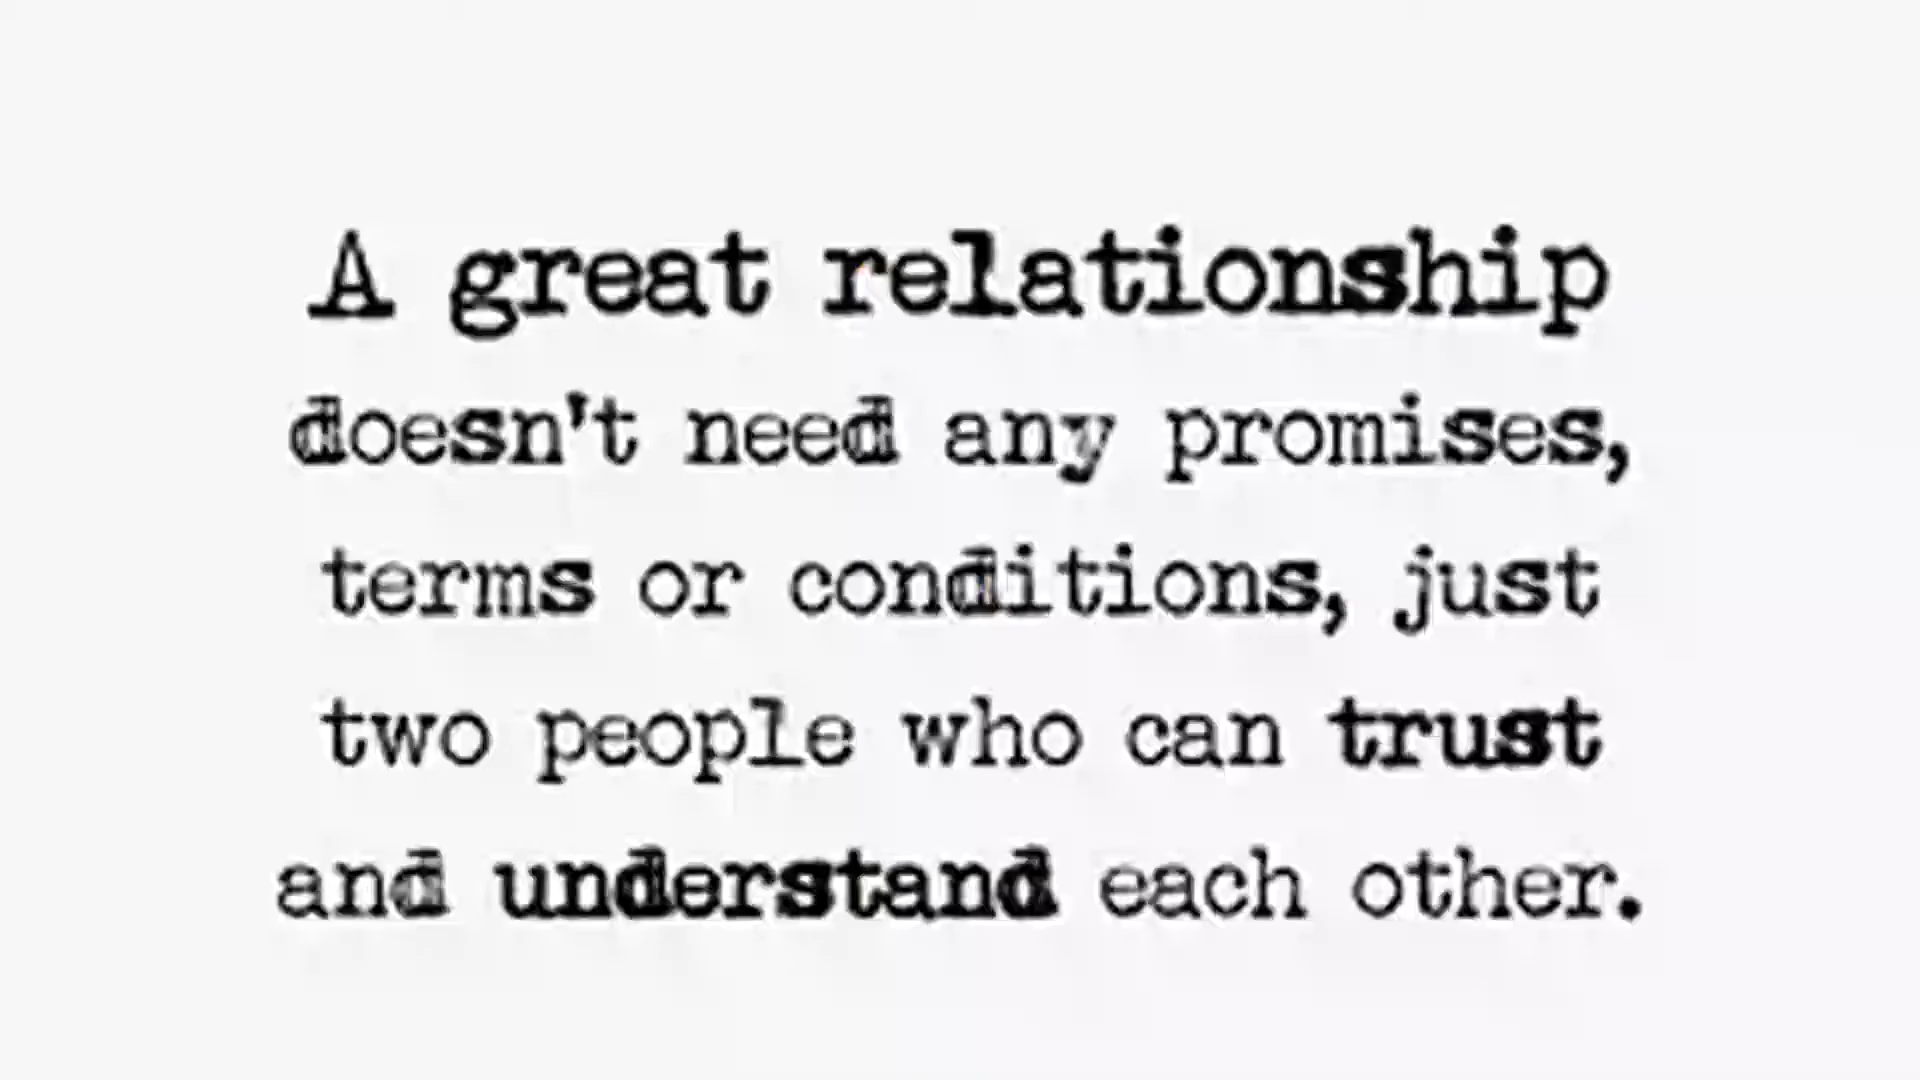 A great relationship
doesn't need any promises,
terms or conditions, just
two people who can trust
and understand each other.